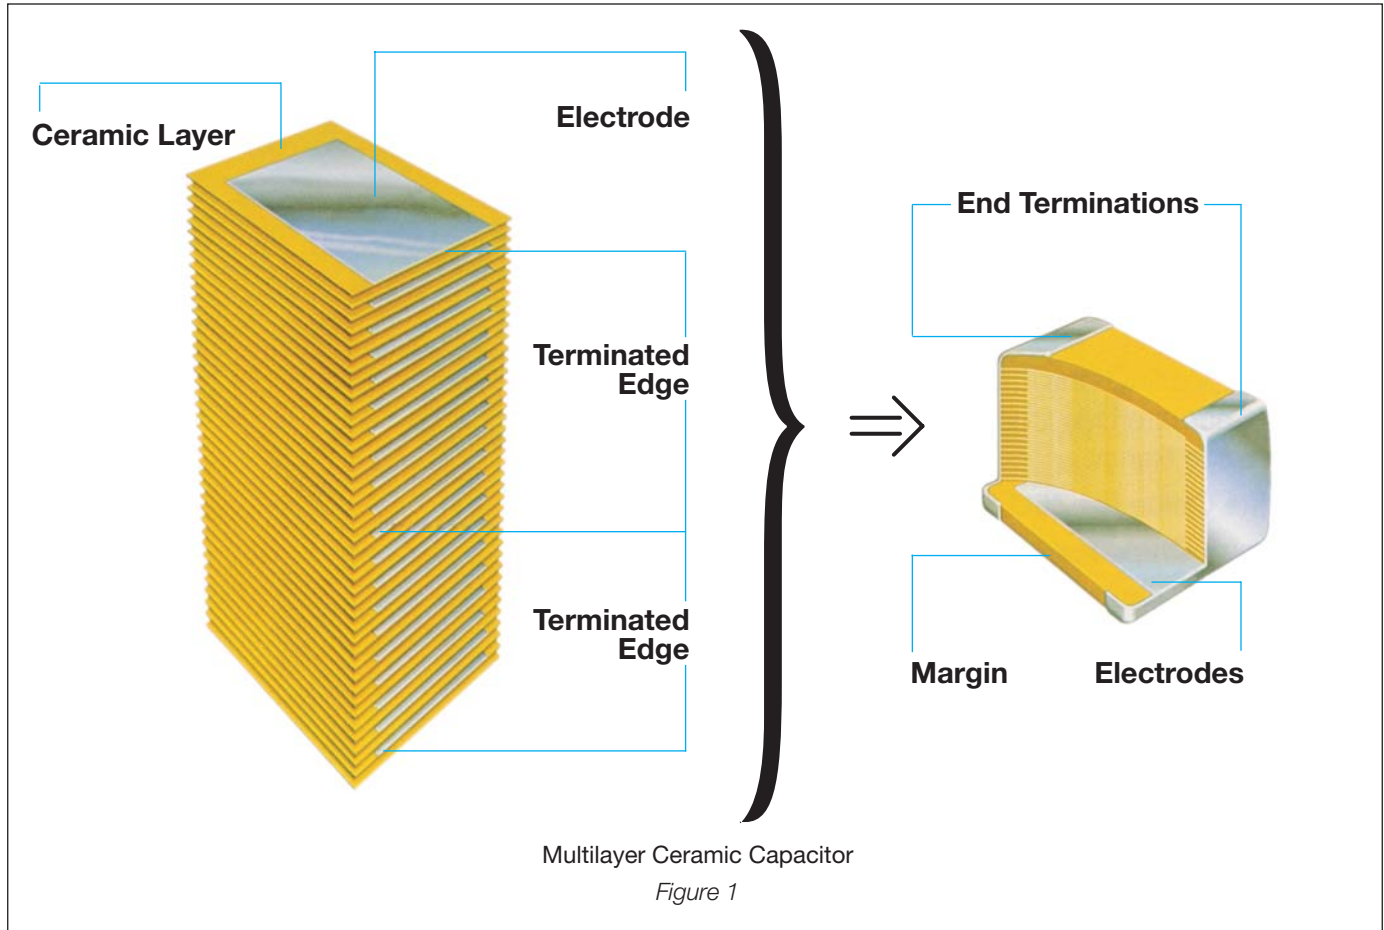 Ceramic Layer
Electrode
Terminated
Edge
Terminated
Edge
End Terminations
Margin
Electrodes
Multilayer Ceramic Capacitor
Figure 1